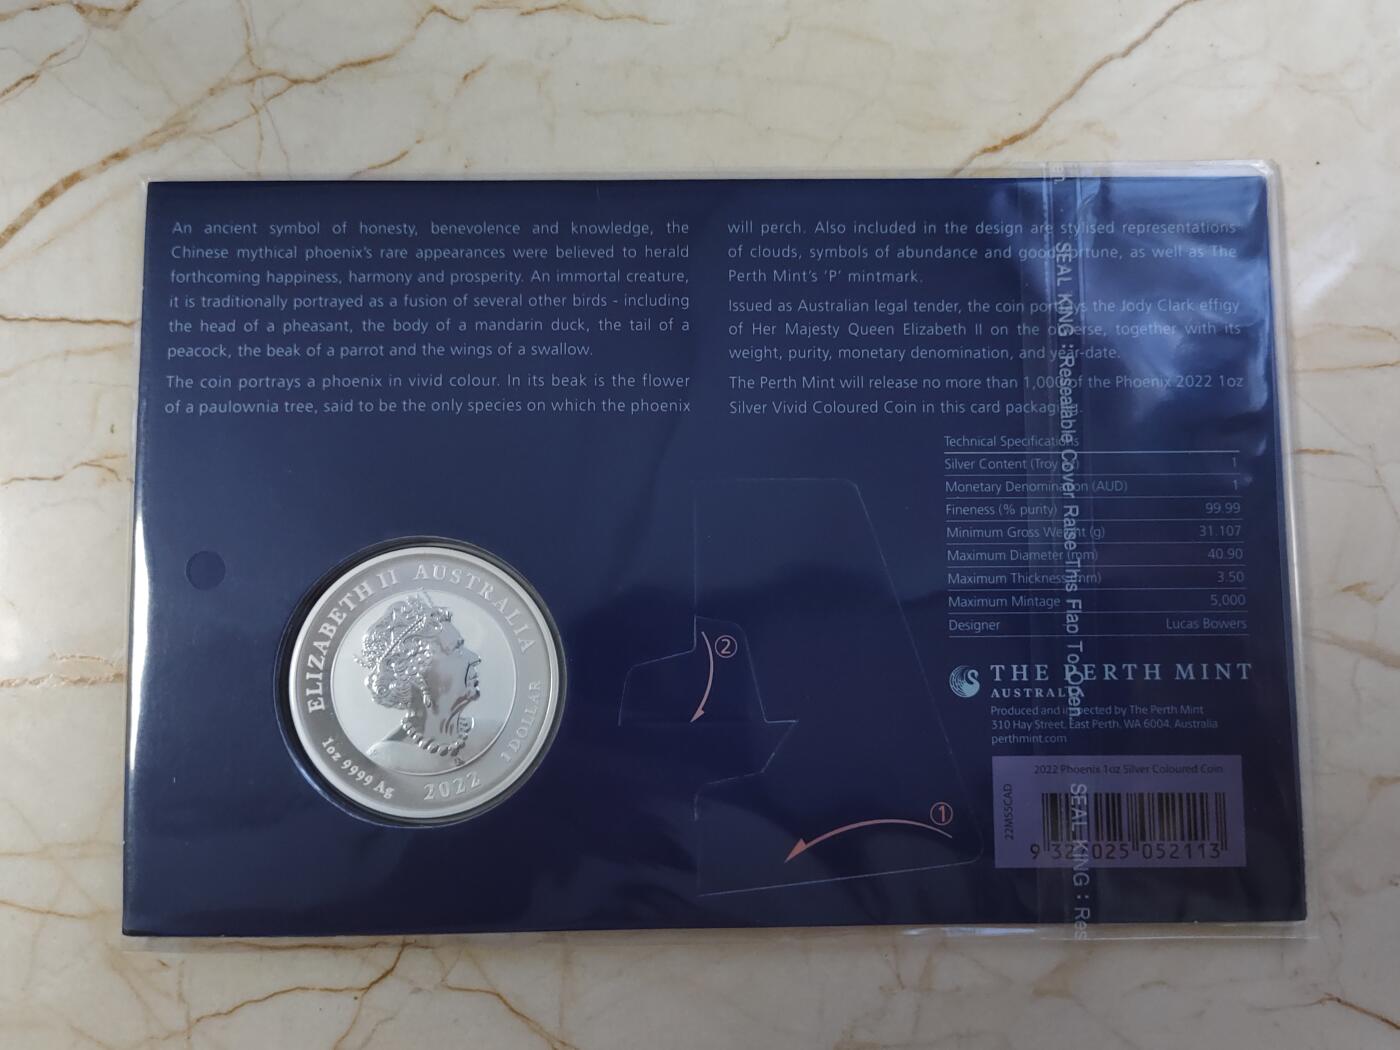 An ancient symbol of honesty, benevolence and knowledge, the
Chinese mythical phoenix's rare appearances were believed to herald
forthcoming happiness, harmony and prosperity. An immortal creature,
it is traditionally portrayed as a fusion of several other birds - including
the head of a pheasant, the body of a mandarin duck, the tail of a
peacock, the beak of a parrot and the wings of a swallow.
The coin portrays a phoenix in vivid colour. In its beak is the flower
of a paulownia tree, said to be the only species on which the phoenix
will perch. Also included in the design are stylised representations
of clouds, symbols of abundance and good fortune, as well as The
Perth Mint's 'P' mintmark.
Issued as Australian legal tender, the coin portrays the Jody Clark effigy
of Her Majesty Queen Elizabeth II on the obverse, together with its
weight, purity, monetary denomination, and year-date.
The Perth Mint will release no more than 1,000 of the Phoenix 2022 1oz
Silver Vivid Coloured Coin in this card packaging.
Technical Specifications
Silver Content (Troy oz) 1
Monetary Denomination (AUD) 1
Fineness (% purity) 99.99
Minimum Gross Weight (g) 31.107
Maximum Diameter (mm) 40.90
Maximum Thickness (mm) 3.50
Maximum Mintage 5,000
Designer Lucas Bowers
THE PERTH MINT
AUSTRALIA
Produced and inspected by The Perth Mint
310 Hay Street, East Perth, WA 6004, Australia
perthmint.com
2022 Phoenix 1oz Silver Coloured Coin
22M55CAD
9 321025 052113
ELIZABETH II AUSTRALIA
1oz 9999 Ag
2022
1 DOLLAR
②
①
SEAL KING : Resealable Cover Raise This Flap To Open.
SEAL KING : Res